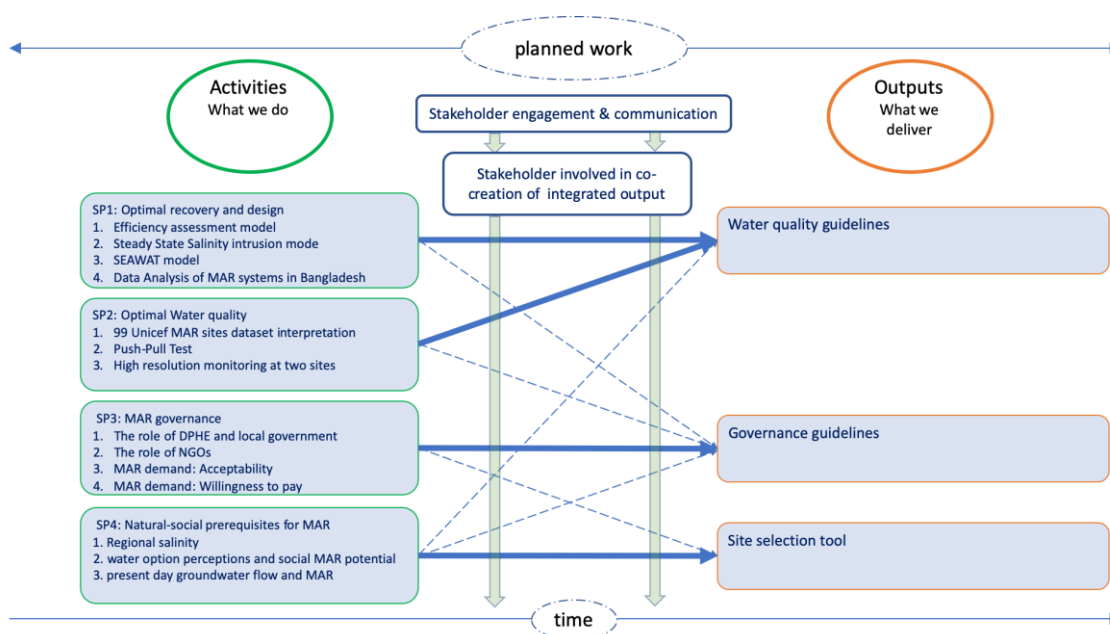 planned work
Activities
What we do
Stakeholder engagement & communication
Outputs
What we
deliver
Stakeholder involved in co-
creation of integrated output
SP1: Optimal recovery and design
1. Efficiency assessment model
2. Steady State Salinity intrusion mode
3. SEAWAT model
4. Data Analysis of MAR systems in Bangladesh
Water quality guidelines
SP2: Optimal Water quality
1. 99 Unicef MAR sites dataset interpretation
2. Push-Pull Test
3. High resolution monitoring at two sites
SP3: MAR governance
1. The role of DPHE and local government
2. The role of NGOs
3. MAR demand: Acceptability
4. MAR demand: Willingness to pay
Governance guidelines
SP4: Natural-social prerequisites for MAR
1. Regional salinity
2. water option perceptions and social MAR potential
3. present day groundwater flow and MAR
Site selection tool
time